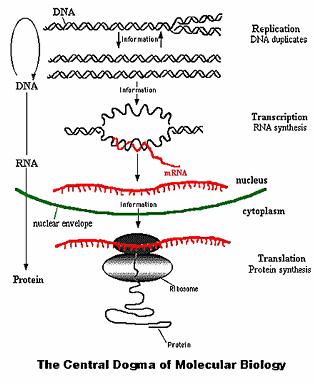 DNA
Replication
DNA duplicates
Information
DNA
Information
Transcription
RNA synthesis
mRNA
RNA
nucleus
Information
cytoplasm
nuclear envelope
Translation
Protein synthesis
Protein
Ribosome
Protein
The Central Dogma of Molecular Biology